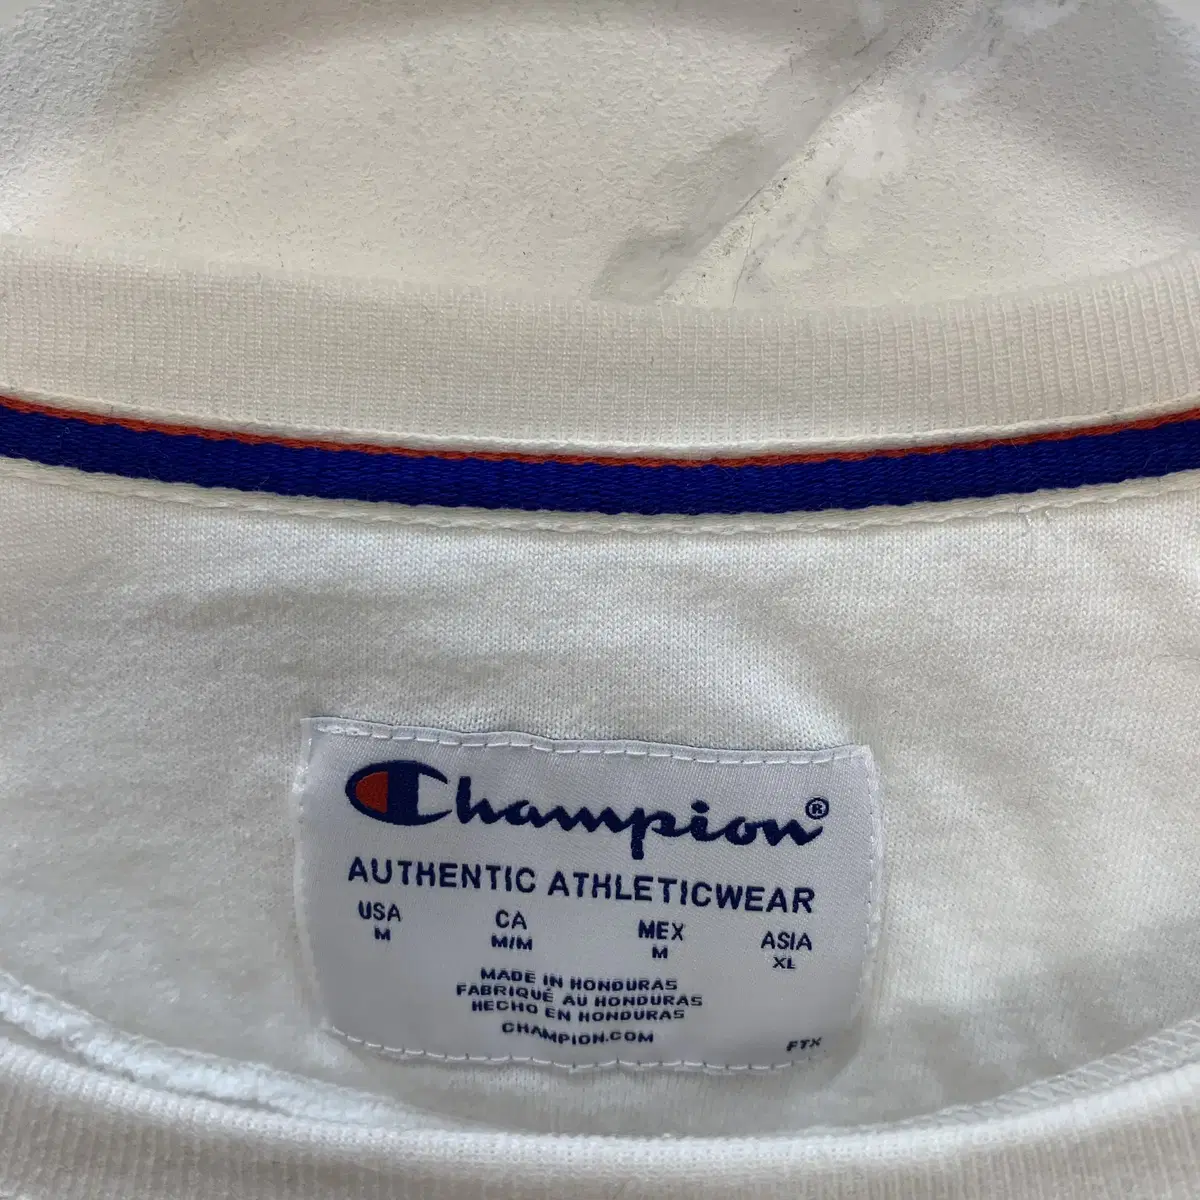 Champion®
AUTHENTIC ATHLETICWEAR
USA CA MEX ASIA
M M/M M XL
MADE IN HONDURAS
FABRIQUÉ AU HONDURAS
HECHO EN HONDURAS
CHAMPION.COM
FTX